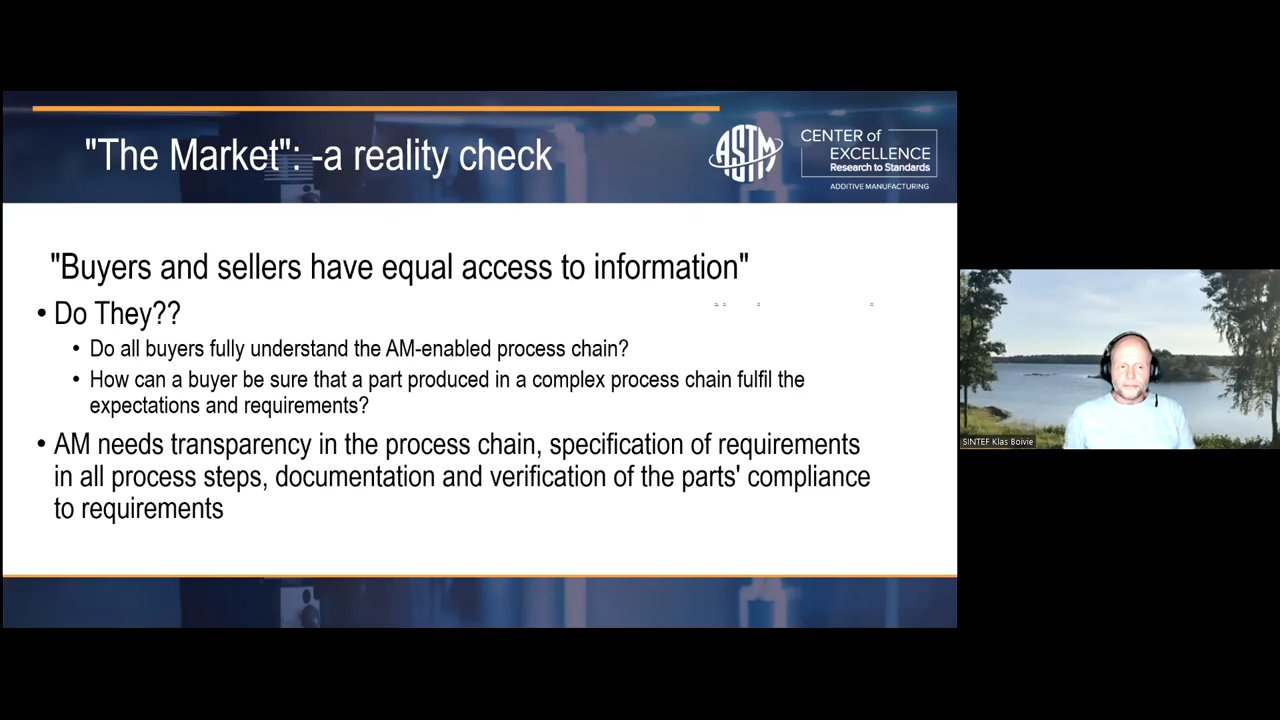 "The Market": -a reality check
ASTM
CENTER of
EXCELLENCE
Research to Standards
ADDITIVE MANUFACTURING
"Buyers and sellers have equal access to information"
• Do They??
• Do all buyers fully understand the AM-enabled process chain?
• How can a buyer be sure that a part produced in a complex process chain fulfil the
expectations and requirements?
• AM needs transparency in the process chain, specification of requirements
in all process steps, documentation and verification of the parts' compliance
to requirements
SINTEF Klas Boivie